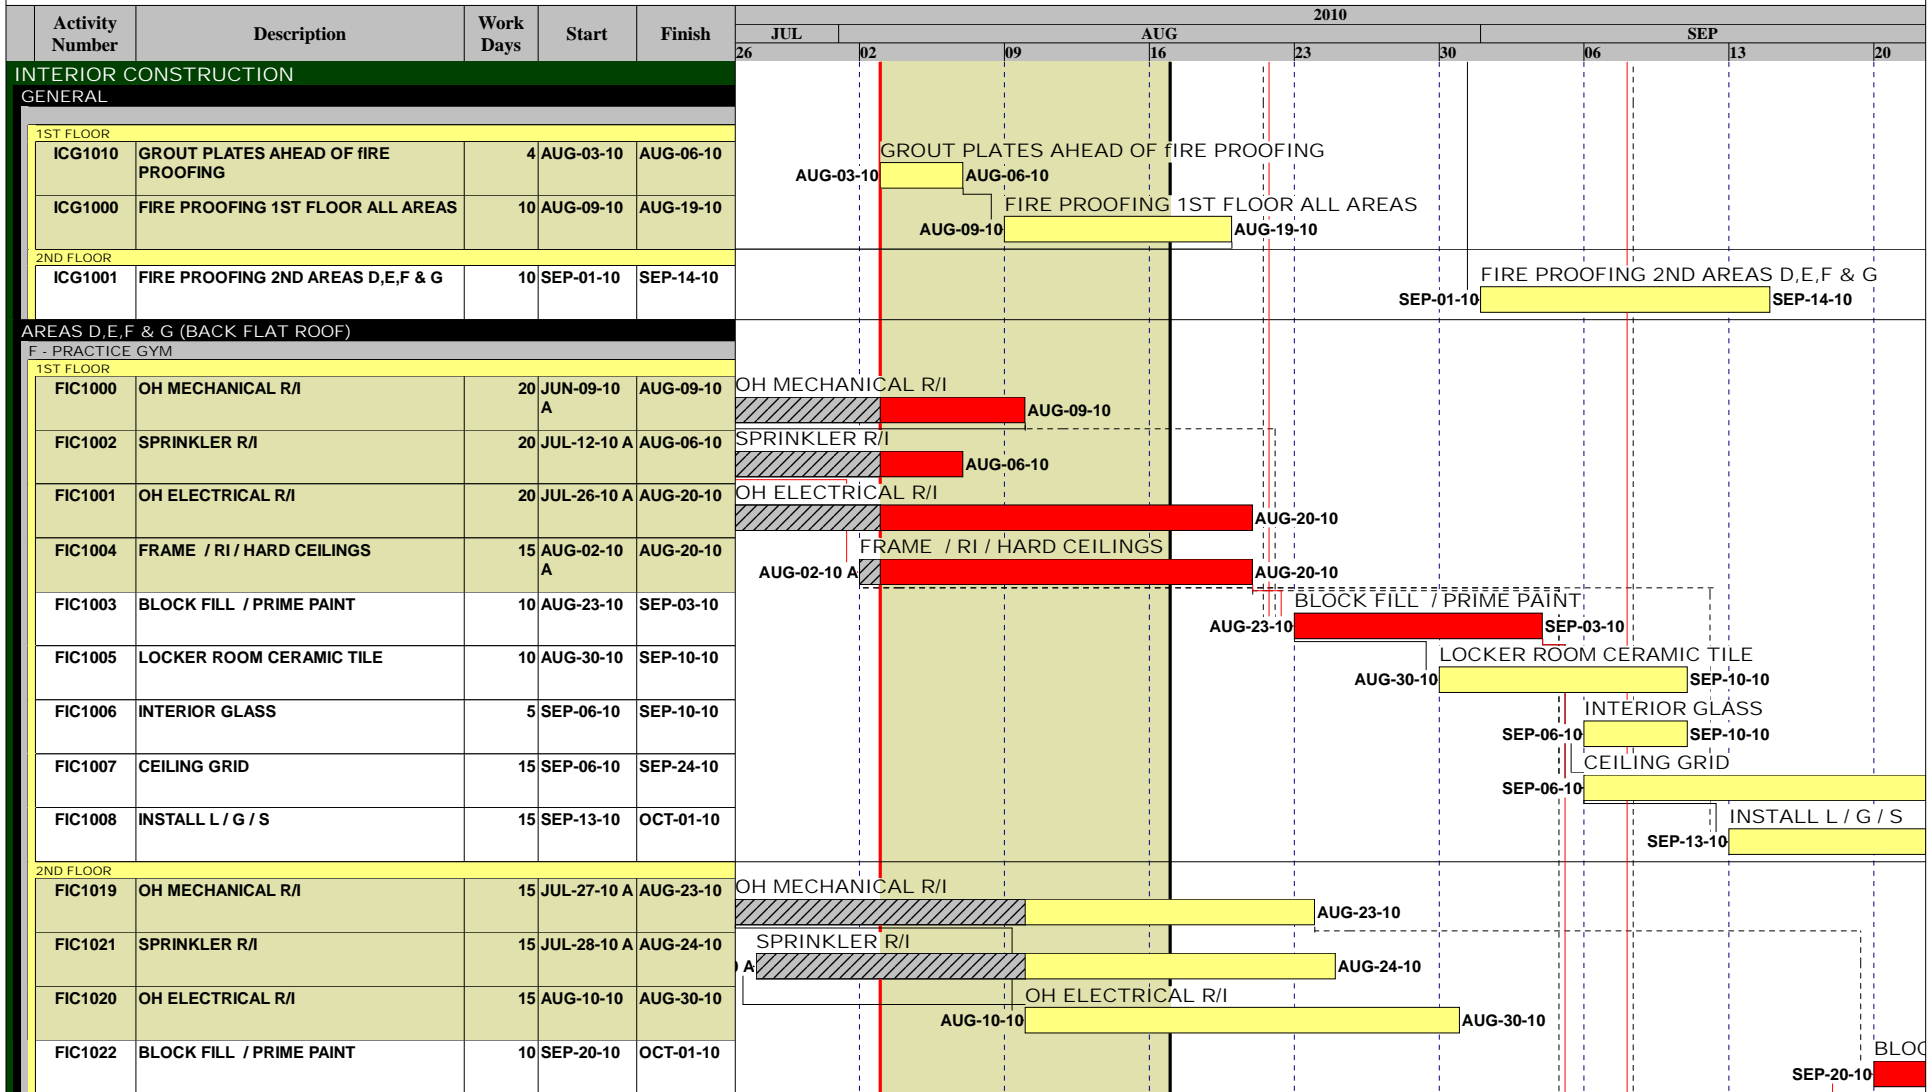 2010
Activity Number Description Work Days Start Finish JUL AUG SEP
26 02 09 16 23 30 06 13 20
INTERIOR CONSTRUCTION
GENERAL
1ST FLOOR
ICG1010 GROUT PLATES AHEAD OF fIRE PROOFING 4 AUG-03-10 AUG-06-10
GROUT PLATES AHEAD OF fIRE PROOFING
AUG-03-10 AUG-06-10
ICG1000 FIRE PROOFING 1ST FLOOR ALL AREAS 10 AUG-09-10 AUG-19-10
FIRE PROOFING 1ST FLOOR ALL AREAS
AUG-09-10 AUG-19-10
2ND FLOOR
ICG1001 FIRE PROOFING 2ND AREAS D,E,F & G 10 SEP-01-10 SEP-14-10
FIRE PROOFING 2ND AREAS D,E,F & G
SEP-01-10 SEP-14-10
AREAS D,E,F & G (BACK FLAT ROOF)
F - PRACTICE GYM
1ST FLOOR
FIC1000 OH MECHANICAL R/I 20 JUN-09-10 A AUG-09-10
OH MECHANICAL R/I
AUG-09-10
FIC1002 SPRINKLER R/I 20 JUL-12-10 A AUG-06-10
SPRINKLER R/I
AUG-06-10
FIC1001 OH ELECTRICAL R/I 20 JUL-26-10 A AUG-20-10
OH ELECTRICAL R/I
AUG-20-10
FIC1004 FRAME / RI / HARD CEILINGS 15 AUG-02-10 A AUG-20-10
FRAME / RI / HARD CEILINGS
AUG-02-10 A AUG-20-10
FIC1003 BLOCK FILL / PRIME PAINT 10 AUG-23-10 SEP-03-10
BLOCK FILL / PRIME PAINT
AUG-23-10 SEP-03-10
FIC1005 LOCKER ROOM CERAMIC TILE 10 AUG-30-10 SEP-10-10
LOCKER ROOM CERAMIC TILE
AUG-30-10 SEP-10-10
FIC1006 INTERIOR GLASS 5 SEP-06-10 SEP-10-10
INTERIOR GLASS
SEP-06-10 SEP-10-10
FIC1007 CEILING GRID 15 SEP-06-10 SEP-24-10
CEILING GRID
SEP-06-10
FIC1008 INSTALL L / G / S 15 SEP-13-10 OCT-01-10
INSTALL L / G / S
SEP-13-10
2ND FLOOR
FIC1019 OH MECHANICAL R/I 15 JUL-27-10 A AUG-23-10
OH MECHANICAL R/I
AUG-23-10
FIC1021 SPRINKLER R/I 15 JUL-28-10 A AUG-24-10
SPRINKLER R/I
A AUG-24-10
FIC1020 OH ELECTRICAL R/I 15 AUG-10-10 AUG-30-10
OH ELECTRICAL R/I
AUG-10-10 AUG-30-10
FIC1022 BLOCK FILL / PRIME PAINT 10 SEP-20-10 OCT-01-10
BLOC
SEP-20-10